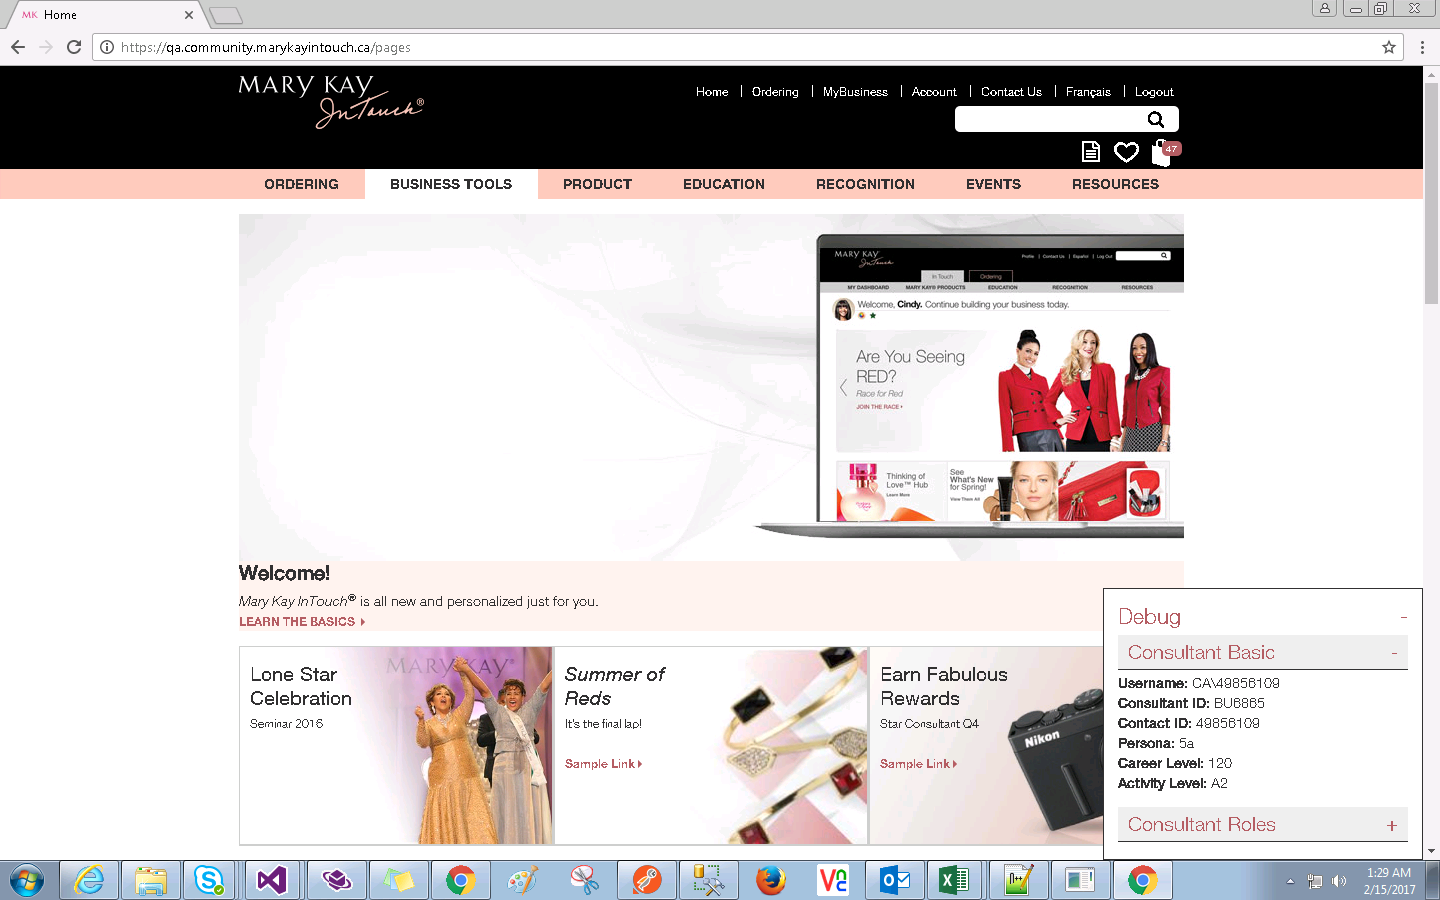 MK Home
https://qa.community.marykayintouch.ca/pages
MARY KAY
InTouch®
Home Ordering MyBusiness Account Contact Us Français Logout
47
ORDERING BUSINESS TOOLS PRODUCT EDUCATION RECOGNITION EVENTS RESOURCES
MARY KAY
InTouch
Profile Contact Us Español Log Out
In Touch Ordering
MY DASHBOARD MARY KAY® PRODUCTS EDUCATION RECOGNITION RESOURCES
Welcome, Cindy. Continue building your business today.
Are You Seeing
RED?
Race for Red
JOIN THE RACE
Thinking of
Love™ Hub
Learn More
See
What's New
for Spring!
View Them All
Welcome!
Mary Kay InTouch® is all new and personalized just for you.
LEARN THE BASICS
MARY KAY®
Lone Star
Celebration
Seminar 2016
Summer of
Reds
It's the final lap!
Sample Link
Earn Fabulous
Rewards
Star Consultant Q4
Sample Link
Nikon
Debug -
Consultant Basic -
Username: CA\49856109
Consultant ID: BU6865
Contact ID: 49856109
Persona: 5a
Career Level: 120
Activity Level: A2
Consultant Roles +
1:29 AM
2/15/2017